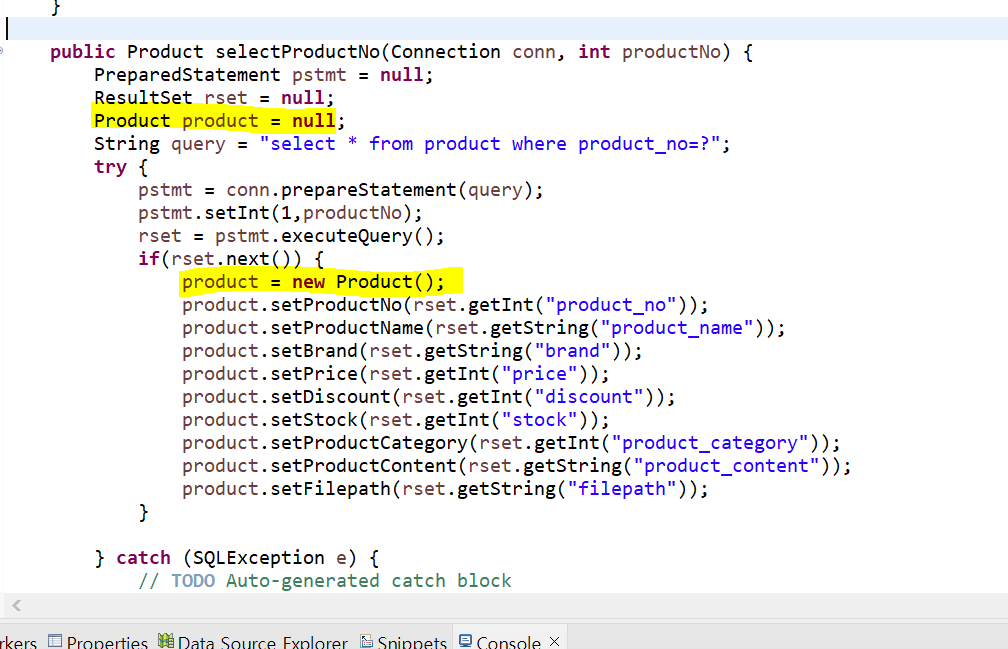 }
public Product selectProductNo(Connection conn, int productNo) {
PreparedStatement pstmt = null;
ResultSet rset = null;
Product product = null;
String query = "select * from product where product_no=?";
try {
pstmt = conn.prepareStatement(query);
pstmt.setInt(1,productNo);
rset = pstmt.executeQuery();
if(rset.next()) {
product = new Product();
product.setProductNo(rset.getInt("product_no"));
product.setProductName(rset.getString("product_name"));
product.setBrand(rset.getString("brand"));
product.setPrice(rset.getInt("price"));
product.setDiscount(rset.getInt("discount"));
product.setStock(rset.getInt("stock"));
product.setProductCategory(rset.getInt("product_category"));
product.setProductContent(rset.getString("product_content"));
product.setFilepath(rset.getString("filepath"));
}
} catch (SQLException e) {
// TODO Auto-generated catch block
rkers Properties Data Source Explorer Snippets Console